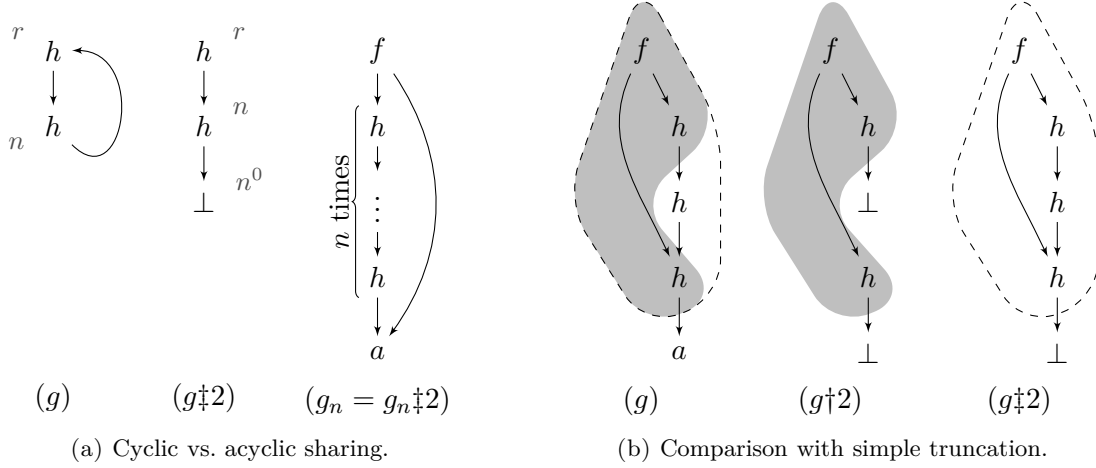 r
h
n
h
(g)
r
h
n
h
n⁰
⊥
(g‡2)
f
h
⋮
n times
h
a
(gₙ = gₙ‡2)
(a) Cyclic vs. acyclic sharing.
f
h
h
h
a
(g)
f
h
⊥
h
⊥
(g†2)
f
h
h
h
⊥
(g‡2)
(b) Comparison with simple truncation.